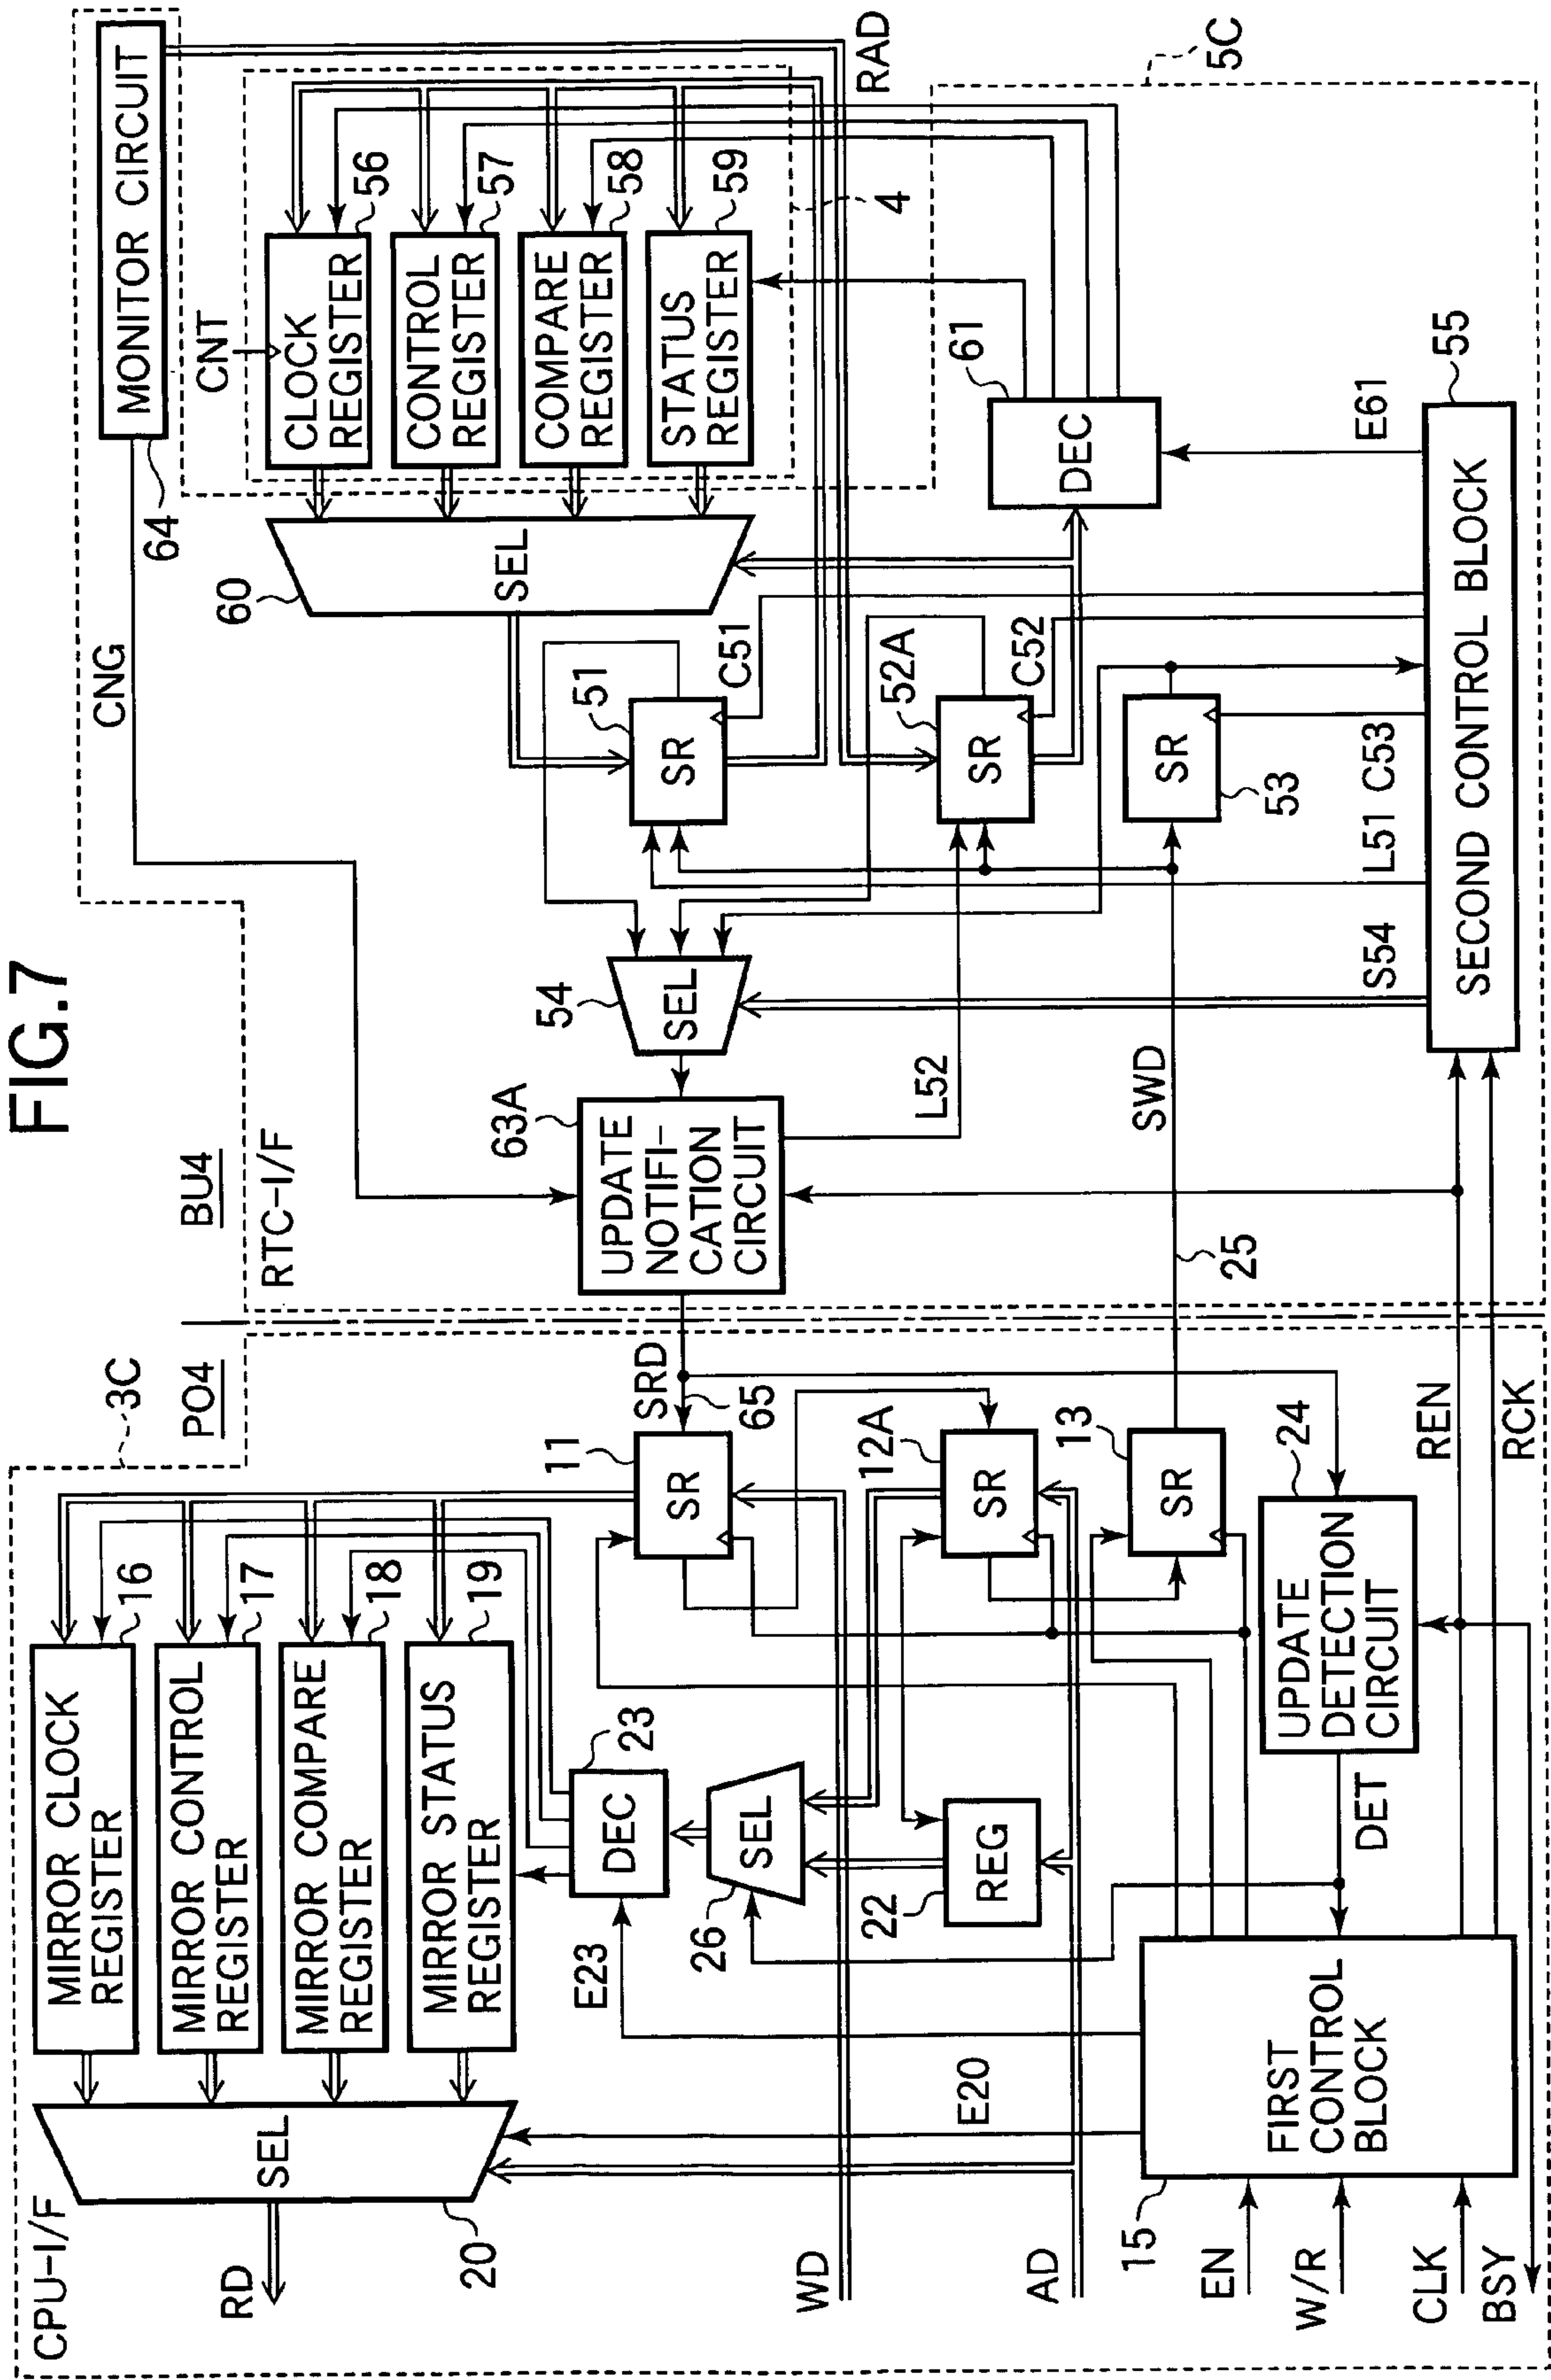 FIG.7
CPU-I/F
3C
PO4
BU4
RTC-I/F
CNG
MONITOR CIRCUIT
64
MIRROR CLOCK
REGISTER
16
MIRROR CONTROL
REGISTER
17
MIRROR COMPARE
REGISTER
18
MIRROR STATUS
REGISTER
19
SEL
20
RD
CNT
CLOCK
REGISTER
56
CONTROL
REGISTER
57
COMPARE
REGISTER
58
STATUS
REGISTER
59
4
RAD
5C
SEL
60
E23
DEC
23
SEL
26
REG
22
SR
11
SRD
65
SR
12A
SR
13
UPDATE
NOTIFI-
CATION
CIRCUIT
63A
SEL
54
SR
51
C51
SR
52A
C52
L52
SR
53
DEC
61
E61
SWD
25
S54
L51
C53
SECOND CONTROL BLOCK
55
WD
AD
E20
FIRST
CONTROL
BLOCK
15
DET
UPDATE
DETECTION
CIRCUIT
24
REN
RCK
EN
W/R
CLK
BSY